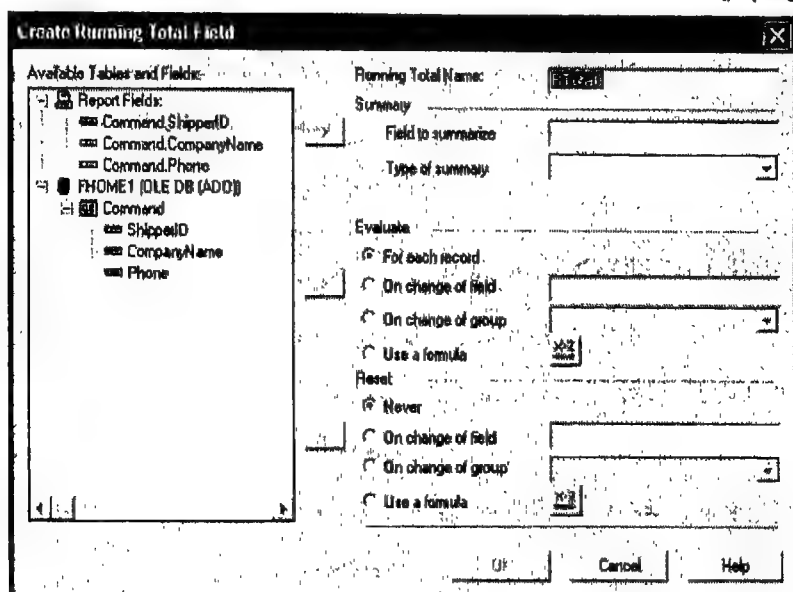 Create Running Total Field
Available Tables and Fields:
Report Fields:
Command.ShipperID
Command.CompanyName
Command.Phone
FHOME1 (OLE DB (ADO))
Command
ShipperID
CompanyName
Phone
Running Total Name:
Summary
Field to summarize
Type of summary
Evaluate
For each record
On change of field
On change of group
Use a formula
Reset
Never
On change of field
On change of group
Use a formula
OK
Cancel
Help